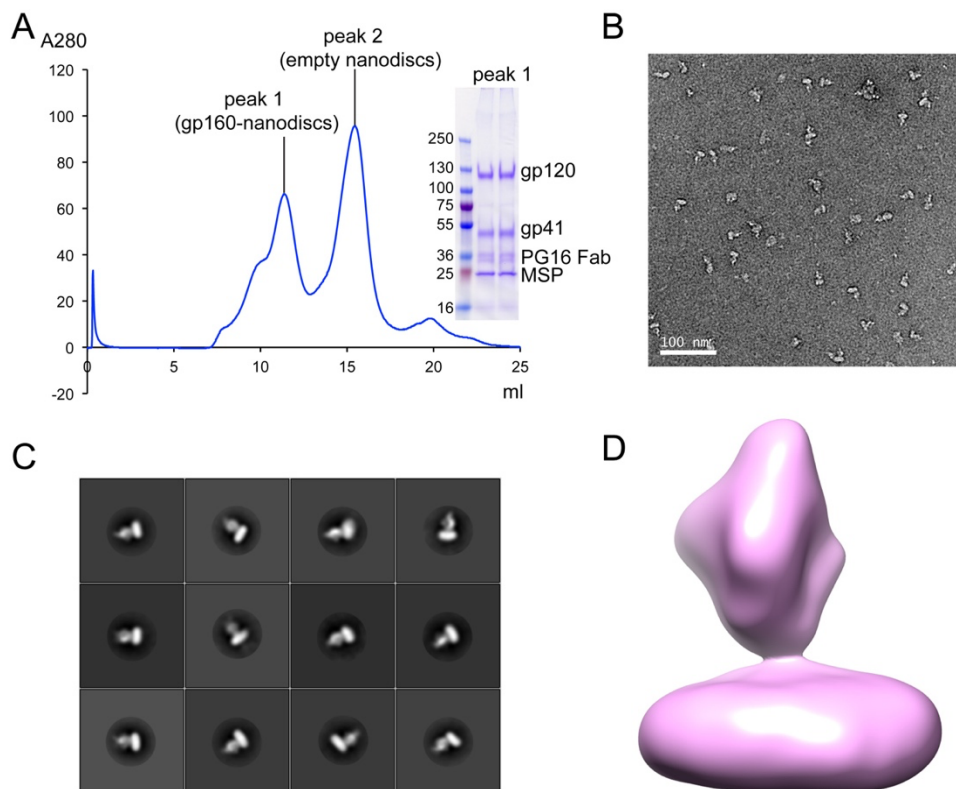 A
A280
120
100
80
60
40
20
0
-20
0
5
10
15
20
25
ml
peak 1
(gp160-nanodiscs)
peak 2
(empty nanodiscs)
peak 1
250
130
100
75
55
36
25
16
gp120
gp41
PG16 Fab
MSP
B
100 nm
C
D